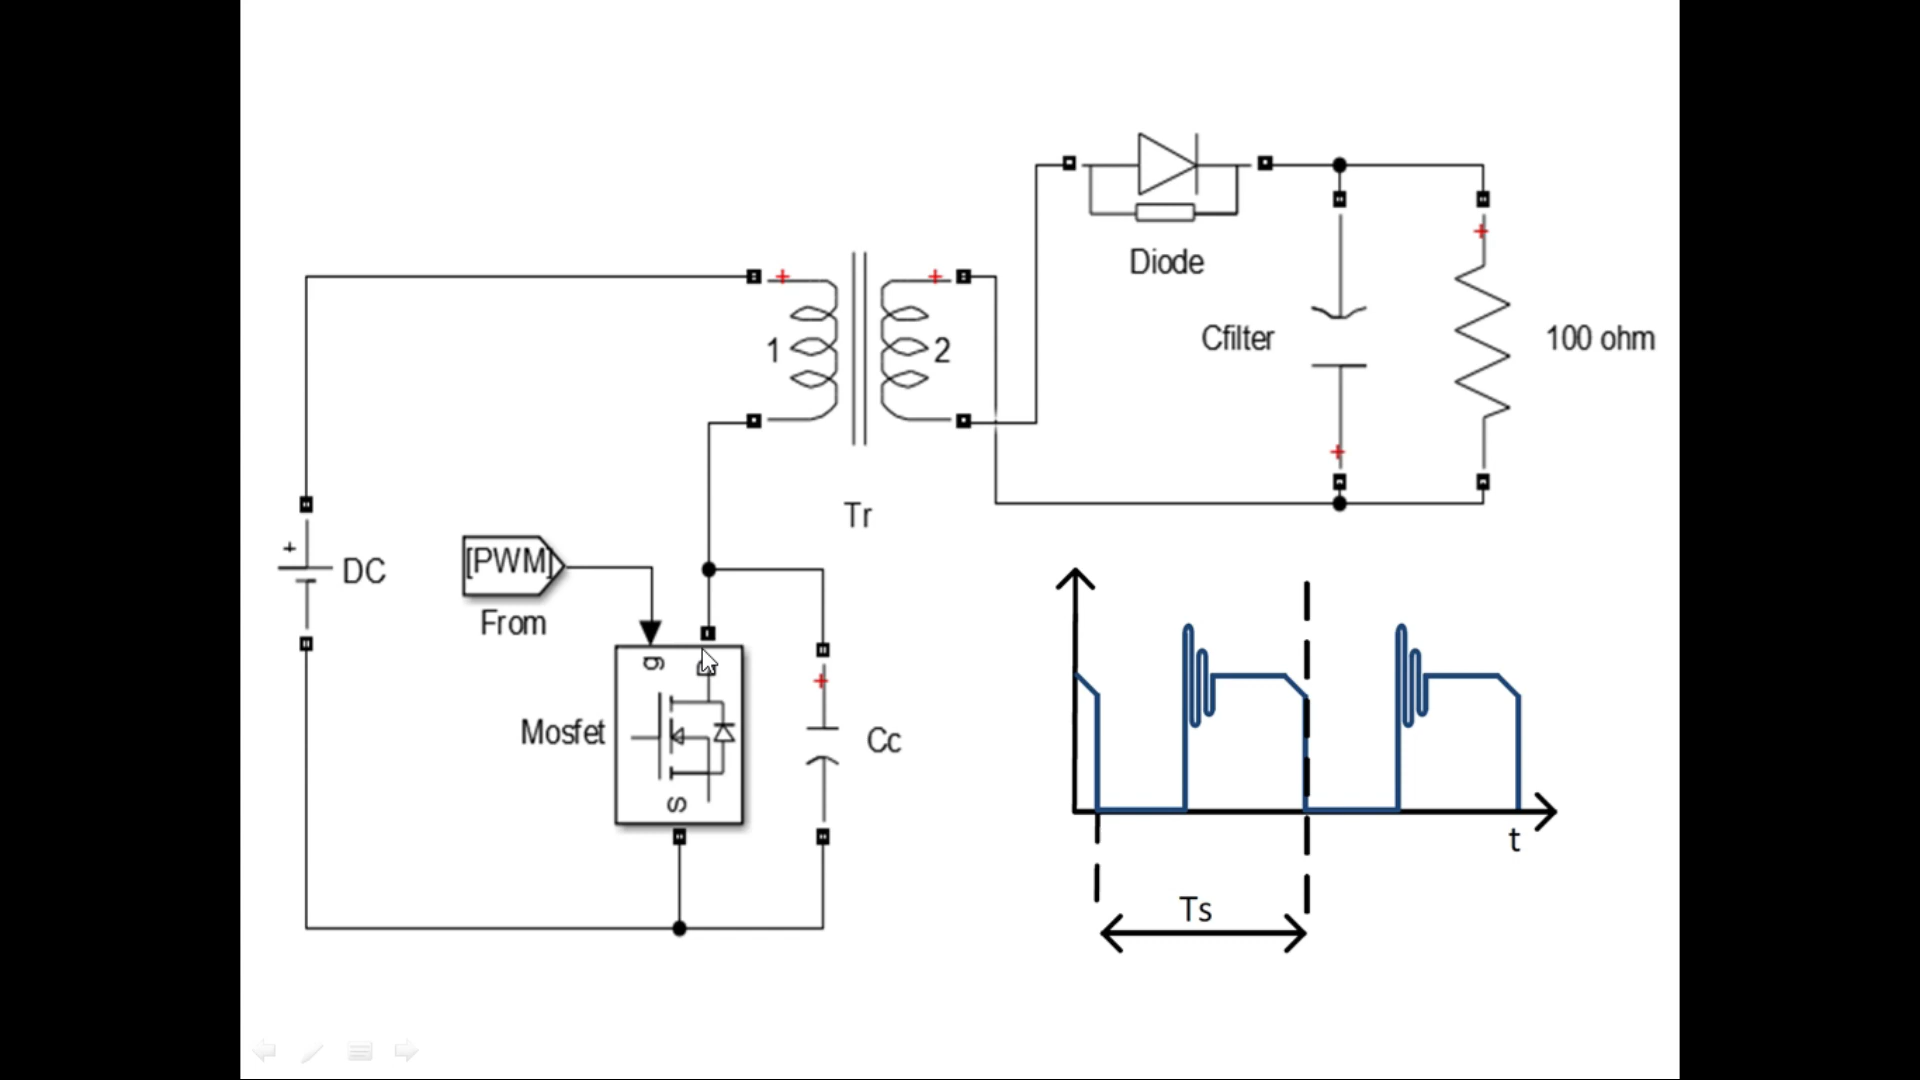 Diode
+
+
+
1
2
Cfilter
100 ohm
+
Tr
+
DC
[PWM]
From
g
+
Mosfet
Cc
S
t
Ts